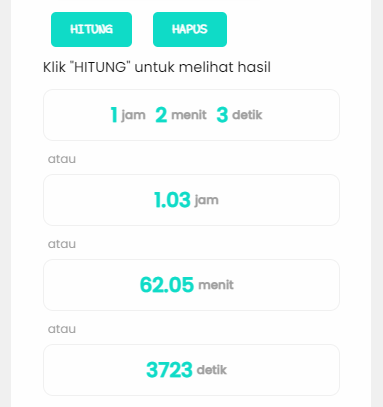 HITUNG HAPUS
Klik "HITUNG" untuk melihat hasil
1 jam 2 menit 3 detik
atau
1.03 jam
atau
62.05 menit
atau
3723 detik